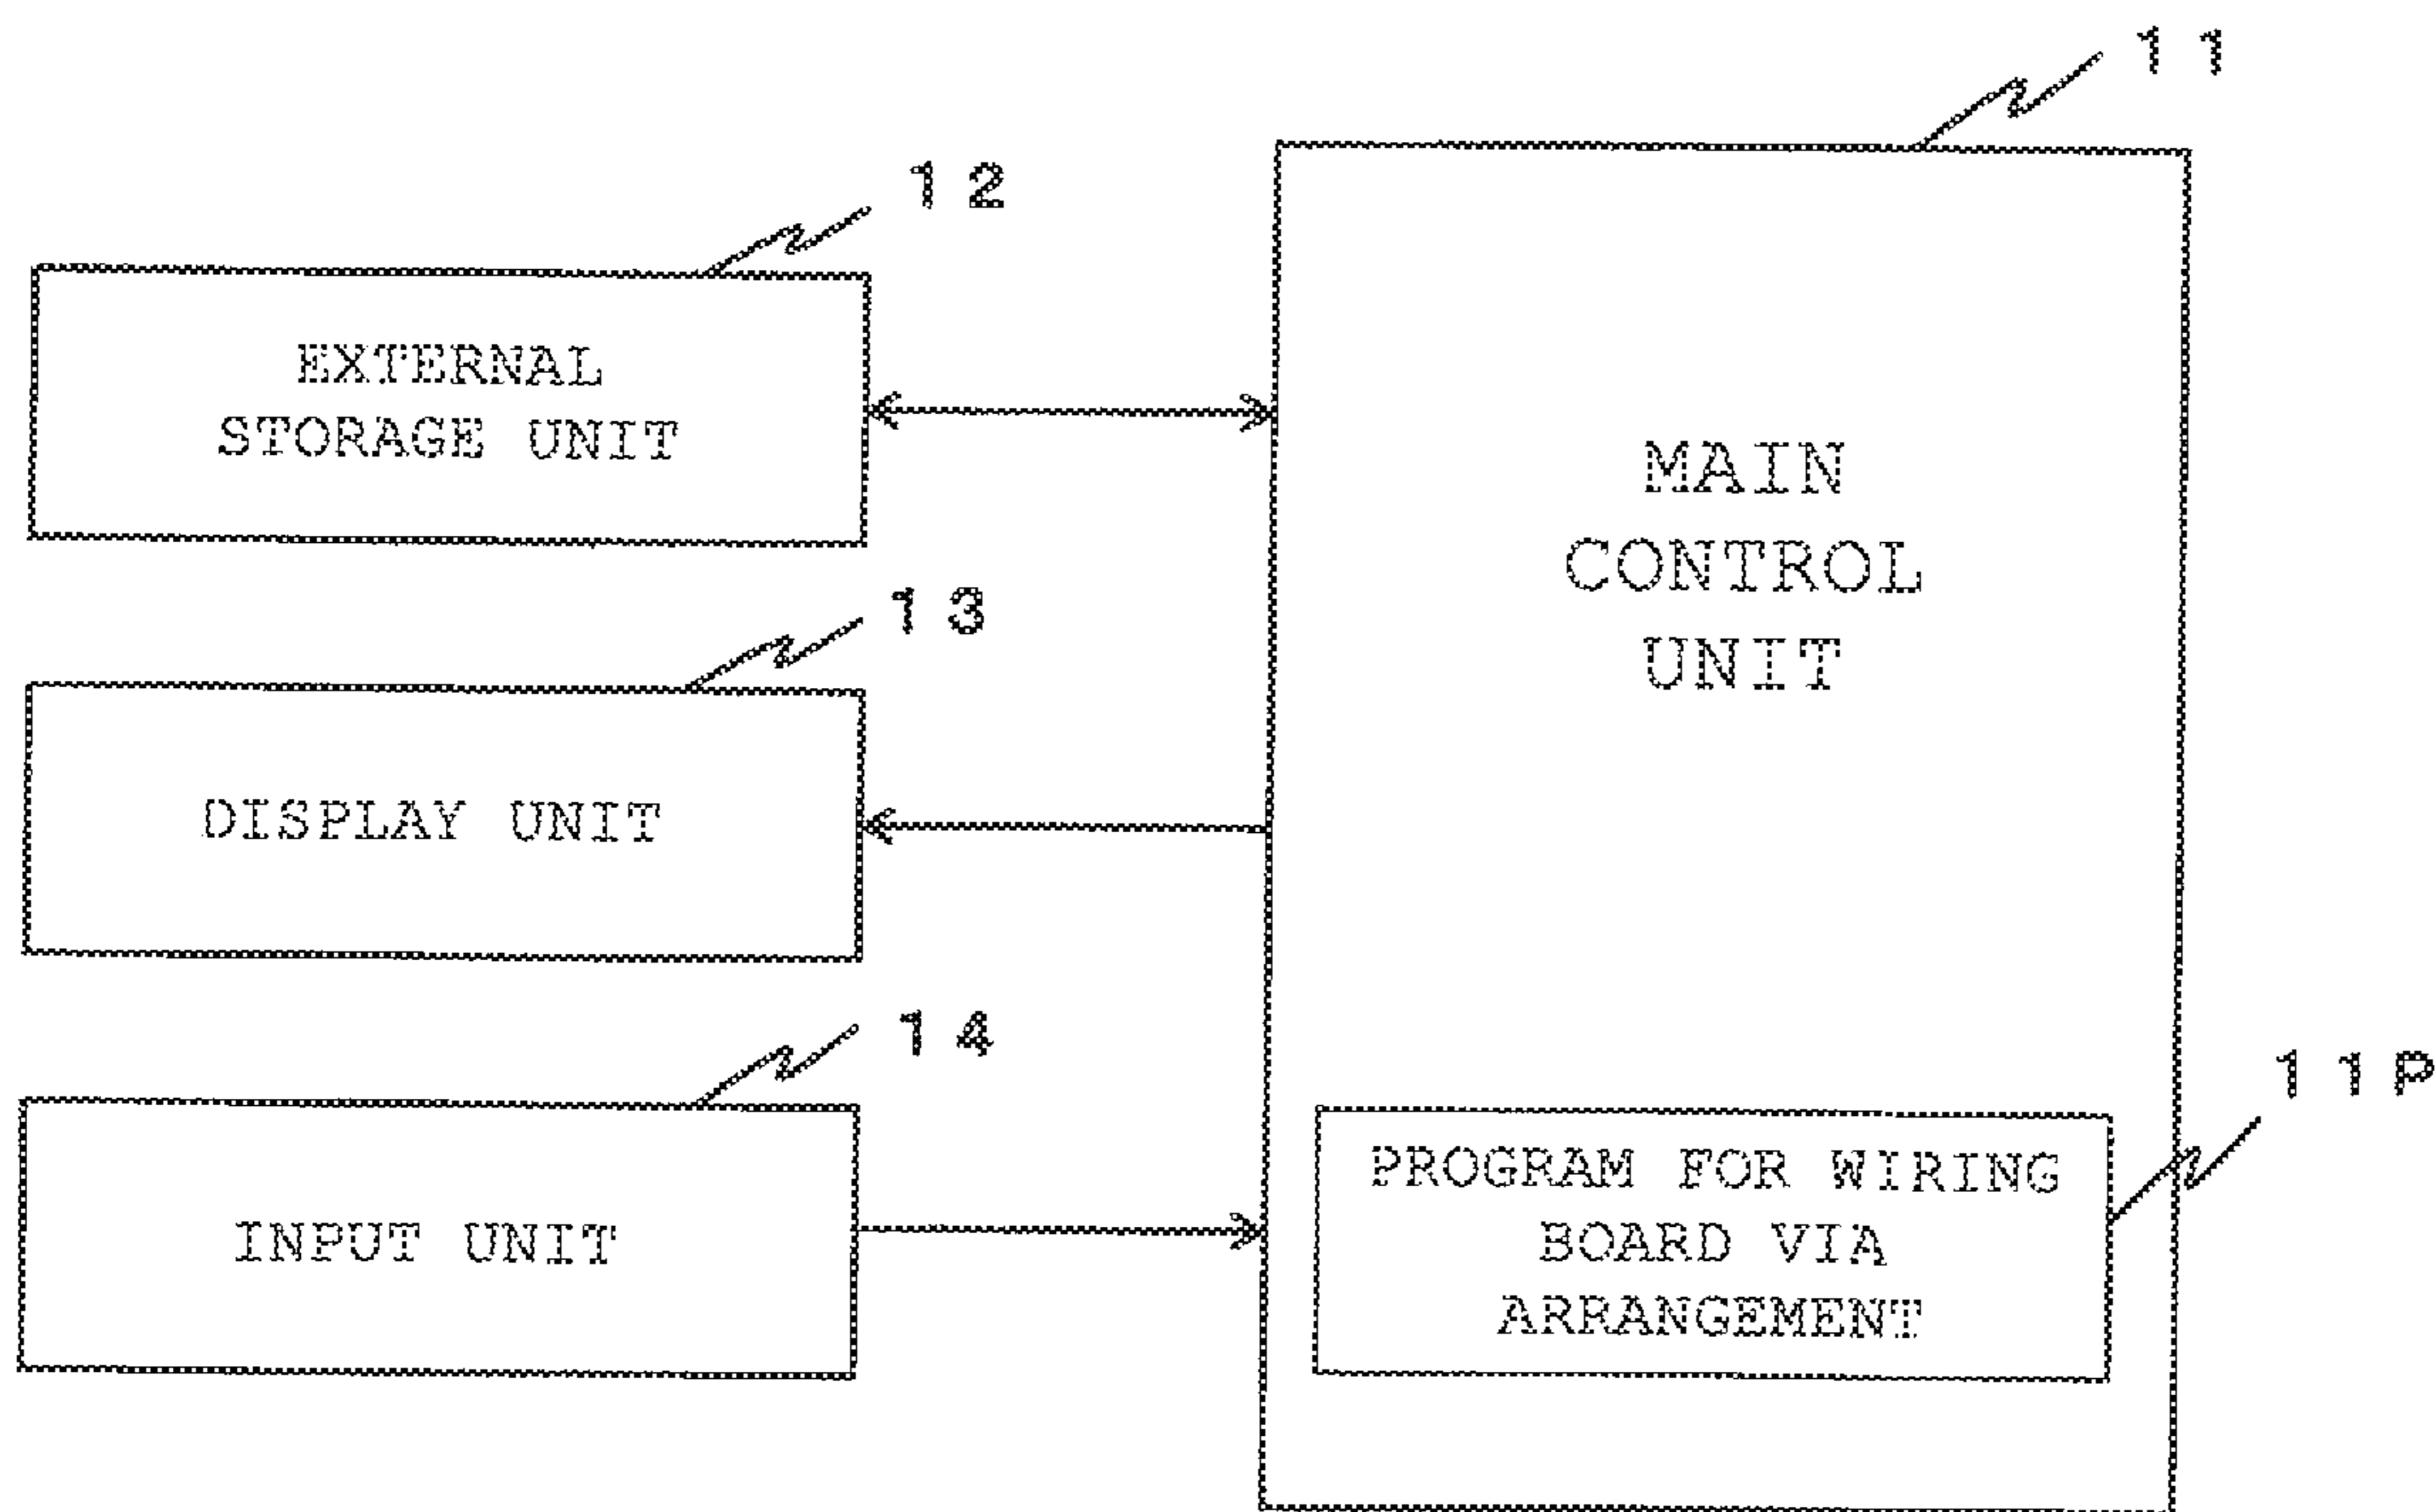 11
12
EXTERNAL
STORAGE UNIT
MAIN
CONTROL
UNIT
13
DISPLAY UNIT
14
INPUT UNIT
11P
PROGRAM FOR WIRING
BOARD VIA
ARRANGEMENT